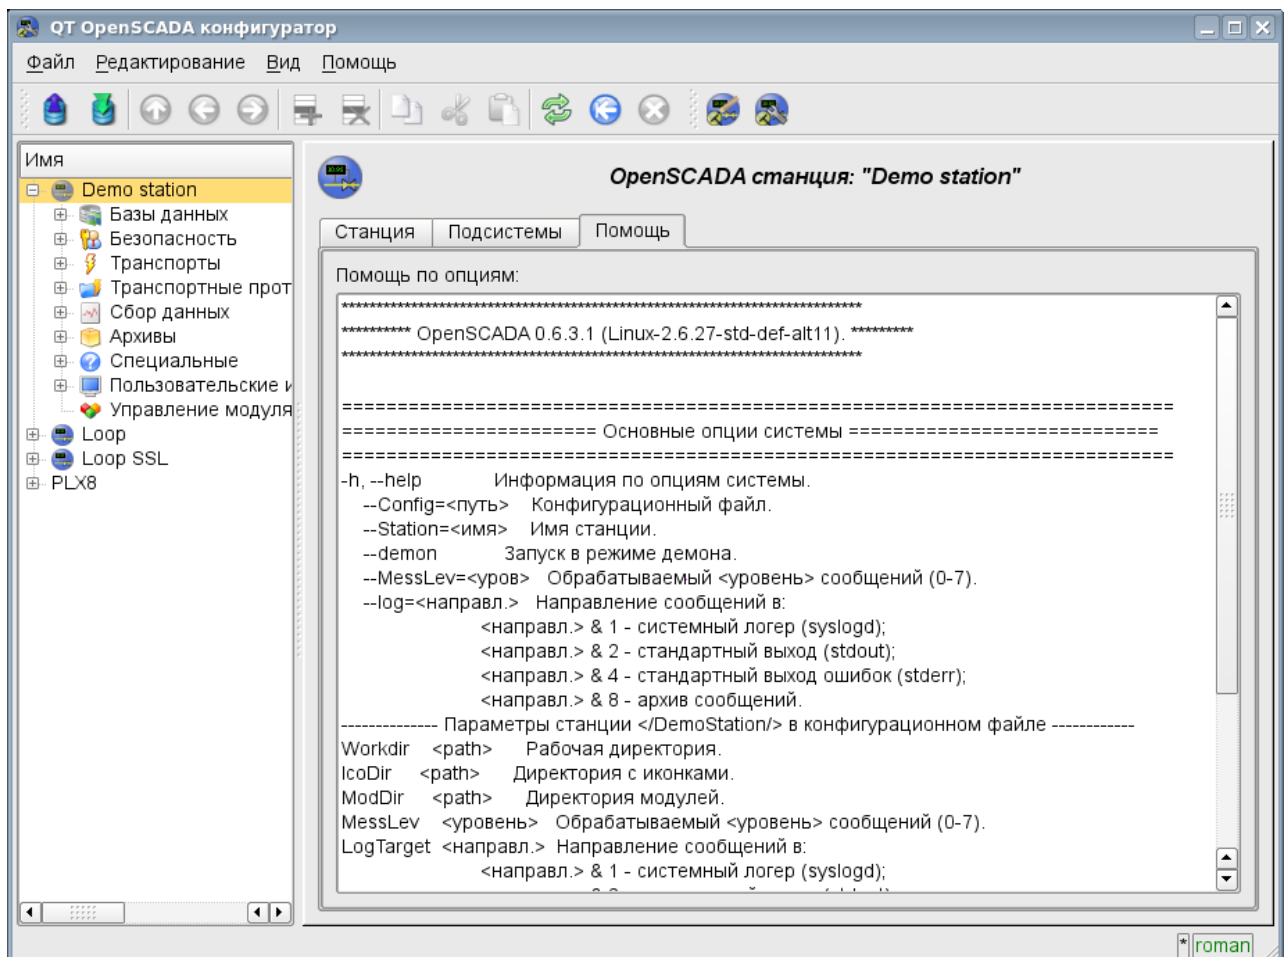 QT OpenSCADA конфигуратор
Файл Редактирование Вид Помощь
Имя
Demo station
Базы данных
Безопасность
Транспорты
Транспортные прот
Сбор данных
Архивы
Специальные
Пользовательские и
Управление модуля
Loop
Loop SSL
PLX8
OpenSCADA станция: "Demo station"
Станция Подсистемы Помощь
Помощь по опциям:
***************************************************************************
********** OpenSCADA 0.6.3.1 (Linux-2.6.27-std-def-alt11). *********
***************************************************************************
===========================================================================
======================= Основные опции системы ============================
===========================================================================
-h, --help Информация по опциям системы.
--Config=<путь> Конфигурационный файл.
--Station=<имя> Имя станции.
--demon Запуск в режиме демона.
--MessLev=<уров> Обрабатываемый <уровень> сообщений (0-7).
--log=<направл.> Направление сообщений в:
<направл.> & 1 - системный логер (syslogd);
<направл.> & 2 - стандартный выход (stdout);
<направл.> & 4 - стандартный выход ошибок (stderr);
<направл.> & 8 - архив сообщений.
-------------- Параметры станции </DemoStation/> в конфигурационном файле ------------
Workdir <path> Рабочая директория.
IcoDir <path> Директория с иконками.
ModDir <path> Директория модулей.
MessLev <уровень> Обрабатываемый <уровень> сообщений (0-7).
LogTarget <направл.> Направление сообщений в:
<направл.> & 1 - системный логер (syslogd);
* roman